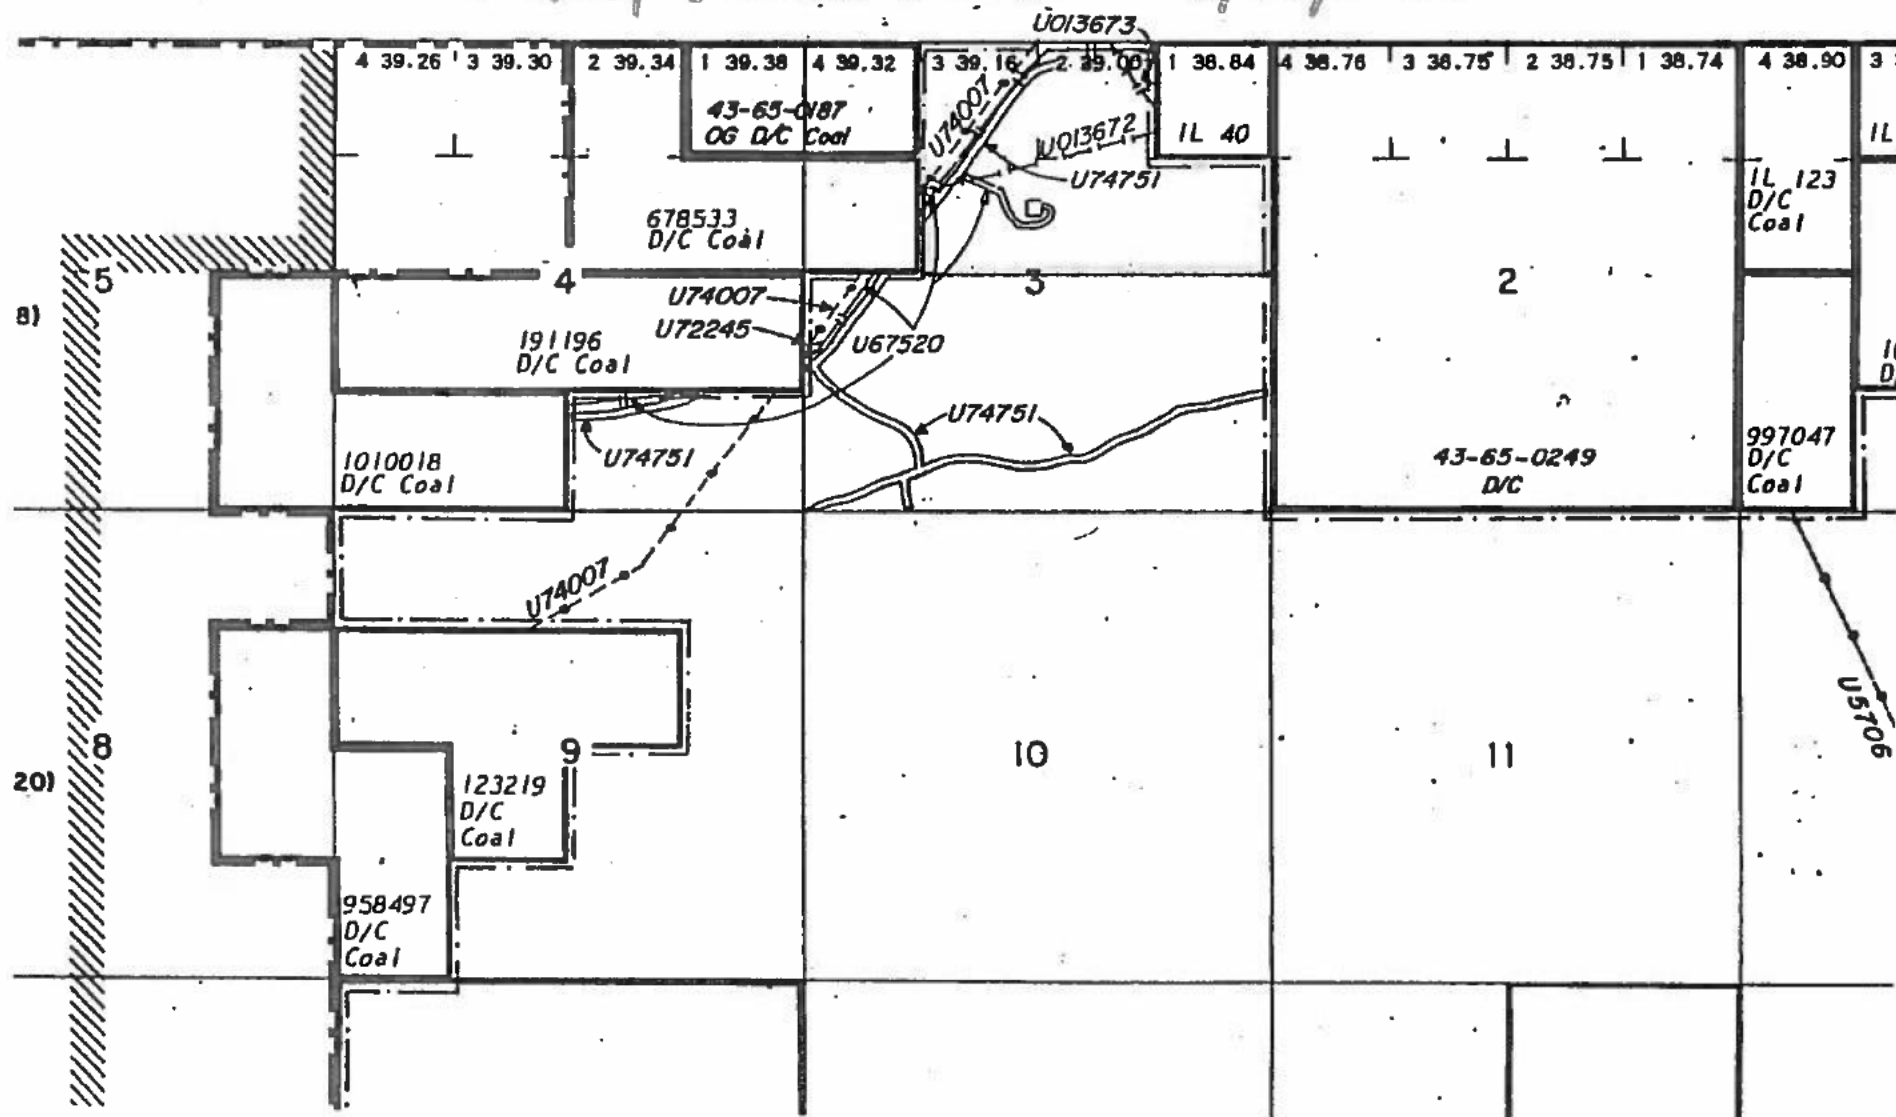 U013673
4 39.26 3 39.30 2 39.34 1 39.38 4 39.32 3 39.16 2 39.00 1 38.84 4 38.76 3 38.75 2 38.75 1 38.74 4 38.90 3
43-65-0187
OG D/C Coal
U74007
U013672
IL 40
U74751
IL 123
D/C
Coal
IL
678533
D/C Coal
5
4
3
2
8)
U74007
U72245
U67520
191196
D/C Coal
U74751
43-65-0249
D/C
997047
D/C
Coal
1010018
D/C Coal
U74751
U74007
U5706
8
9
10
11
20)
123219
D/C
Coal
958497
D/C
Coal